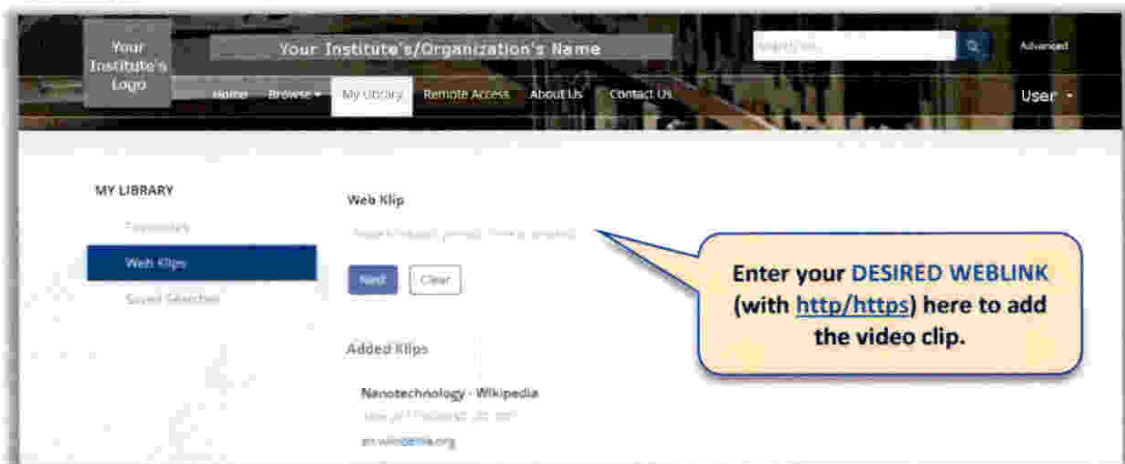 Your
Institute's
Logo
Your Institute's/Organization's Name
Advanced
Home Browse My Library Remote Access About Us Contact Us
User
MY LIBRARY
Web Klips
Saved Searches
Web Klip
Next Clear
Enter your DESIRED WEBLINK
(with http/https) here to add
the video clip.
Added Klips
Nanotechnology - Wikipedia
en.wikipedia.org